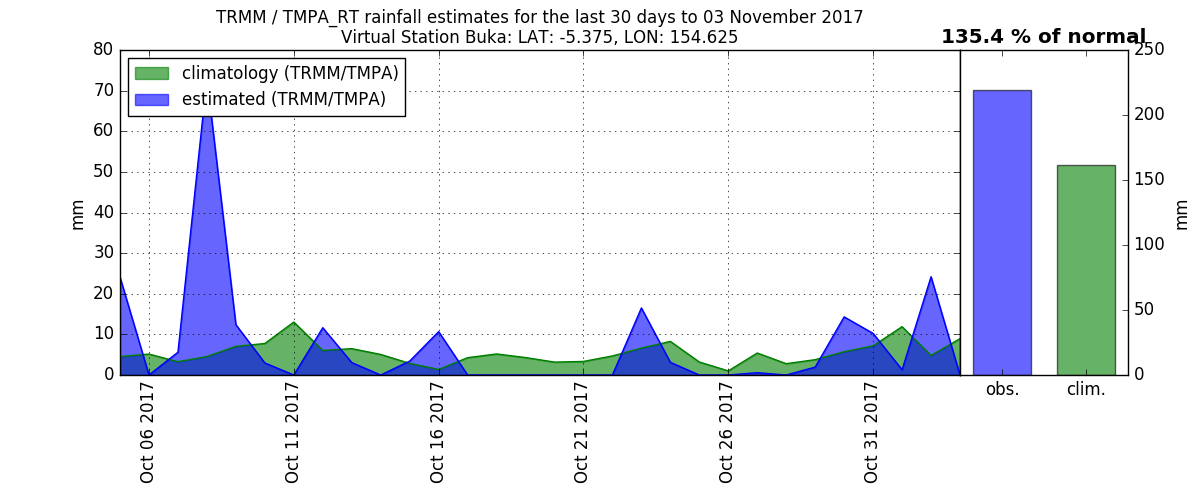 TRMM / TMPA_RT rainfall estimates for the last 30 days to 03 November 2017
Virtual Station Buka: LAT: -5.375, LON: 154.625
135.4 % of normal
climatology (TRMM/TMPA)
estimated (TRMM/TMPA)
mm
80
70
60
50
40
30
20
10
0
Oct 06 2017
Oct 11 2017
Oct 16 2017
Oct 21 2017
Oct 26 2017
Oct 31 2017
obs.
clim.
250
200
150
100
50
0
mm